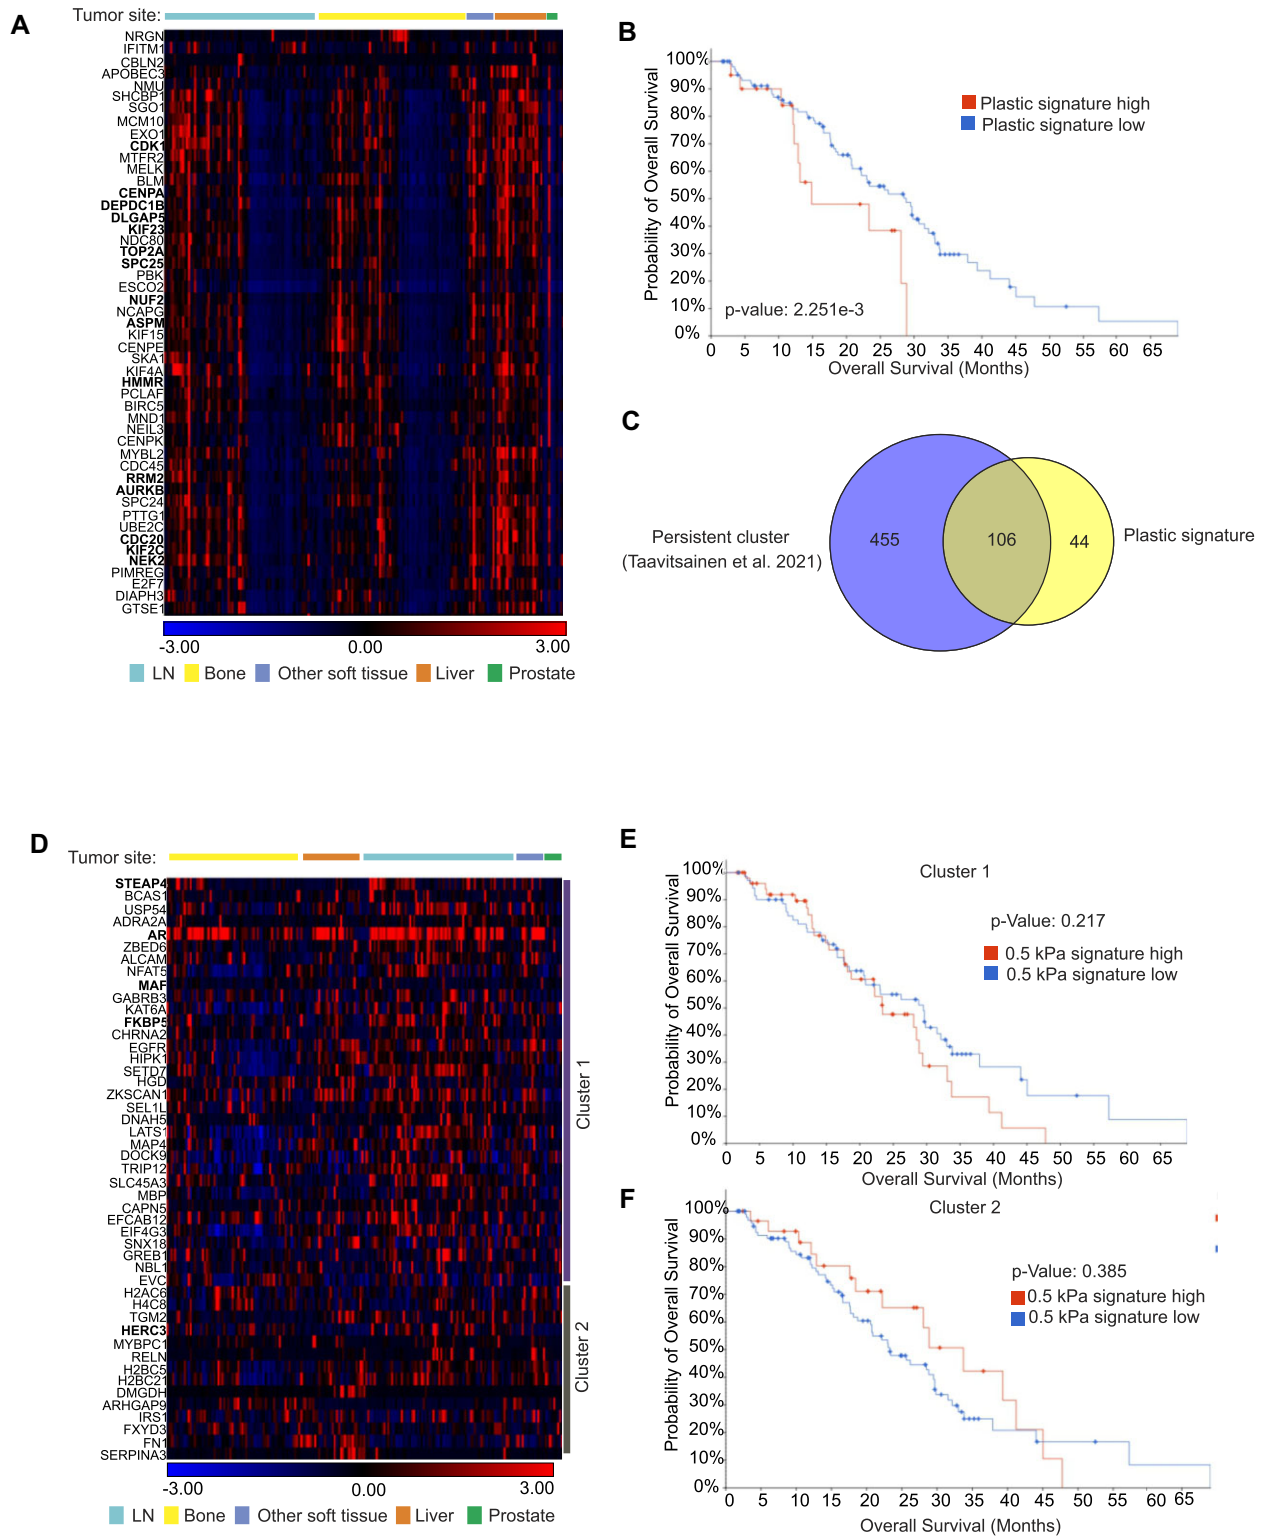 A
Tumor site:
NRGN
IFITM1
CBLN2
APOBEC3
NMU
SHCBP1
SGO1
MCM10
EXO1
CDK1
MTFR2
MELK
BLM
CENPA
DEPDC1B
DLGAP5
KIF23
NDC80
TOP2A
SPC25
PBK
ESCO2
NUF2
NCAPG
ASPM
KIF15
CENPE
SKA1
KIF4A
HMMR
PCLAF
BIRC5
MND1
NEIL3
CENPK
MYBL2
CDC45
RRM2
AURKB
SPC24
PTTG1
UBE2C
CDC20
KIF2C
NEK2
PIMREG
E2F7
DIAPH3
GTSE1
-3.00 0.00 3.00
LN Bone Other soft tissue Liver Prostate
B
Probability of Overall Survival
100%
90%
80%
70%
60%
50%
40%
30%
20%
10%
0%
Plastic signature high
Plastic signature low
p-value: 2.251e-3
0 5 10 15 20 25 30 35 40 45 50 55 60 65
Overall Survival (Months)
C
Persistent cluster
(Taavitsainen et al. 2021)
455 106 44
Plastic signature
D
Tumor site:
STEAP4
BCAS1
USP54
ADRA2A
AR
ZBED6
ALCAM
NFAT5
MAF
GABRB3
KAT6A
FKBP5
CHRNA2
EGFR
HIPK1
SETD7
HGD
ZKSCAN1
SEL1L
DNAH5
LATS1
MAP4
DOCK9
TRIP12
SLC45A3
MBP
CAPN5
EFCAB12
EIF4G3
SNX18
GREB1
NBL1
EVC
H2AC6
H4C8
TGM2
HERC3
MYBPC1
RELN
H2BC5
H2BC21
DMGDH
ARHGAP9
IRS1
FXYD3
FN1
SERPINA3
Cluster 1
Cluster 2
-3.00 0.00 3.00
LN Bone Other soft tissue Liver Prostate
E
Cluster 1
Probability of Overall Survival
100%
90%
80%
70%
60%
50%
40%
30%
20%
10%
0%
p-Value: 0.217
0.5 kPa signature high
0.5 kPa signature low
0 5 10 15 20 25 30 35 40 45 50 55 60 65
Overall Survival (Months)
F
Cluster 2
Probability of Overall Survival
100%
90%
80%
70%
60%
50%
40%
30%
20%
10%
0%
p-Value: 0.385
0.5 kPa signature high
0.5 kPa signature low
0 5 10 15 20 25 30 35 40 45 50 55 60 65
Overall Survival (Months)